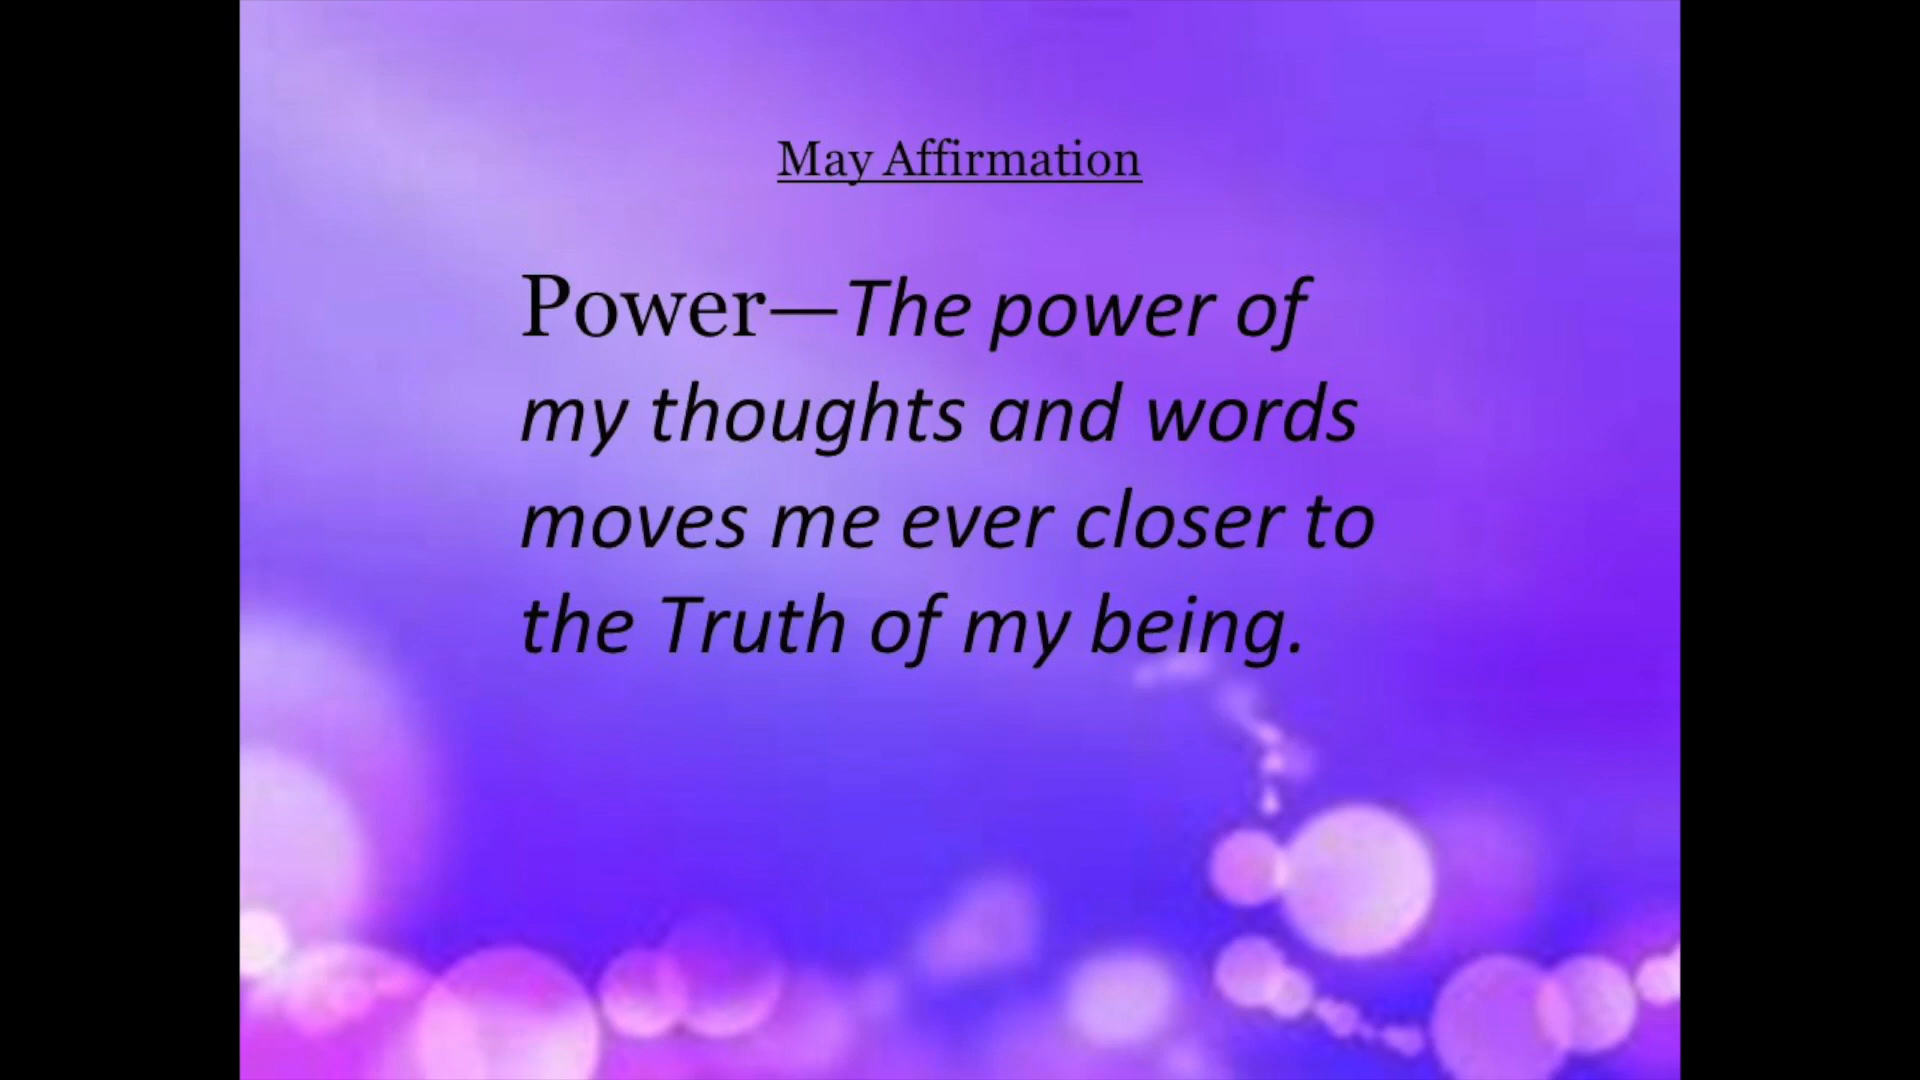 May Affirmation
Power—The power of
my thoughts and words
moves me ever closer to
the Truth of my being.